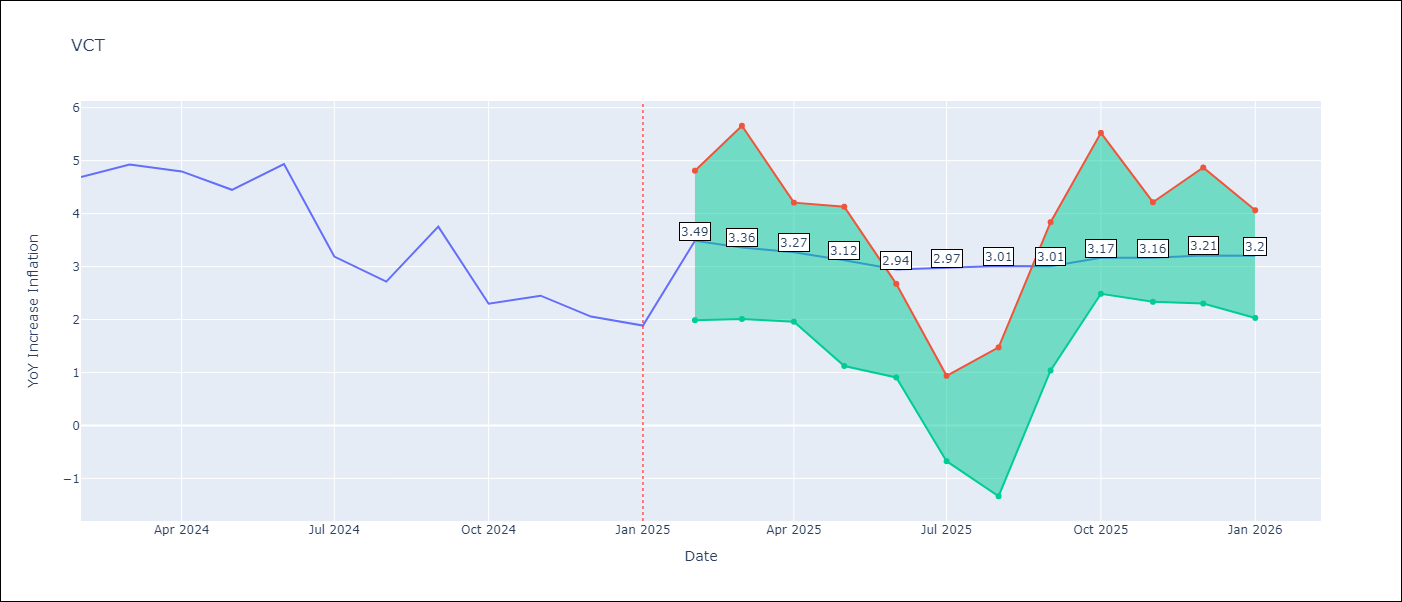 VCT
6
5
4
3
2
1
0
−1
YoY Increase Inflation
3.49
3.36
3.27
3.12
2.94
2.97
3.01
3.01
3.17
3.16
3.21
3.2
Apr 2024
Jul 2024
Oct 2024
Jan 2025
Apr 2025
Jul 2025
Oct 2025
Jan 2026
Date